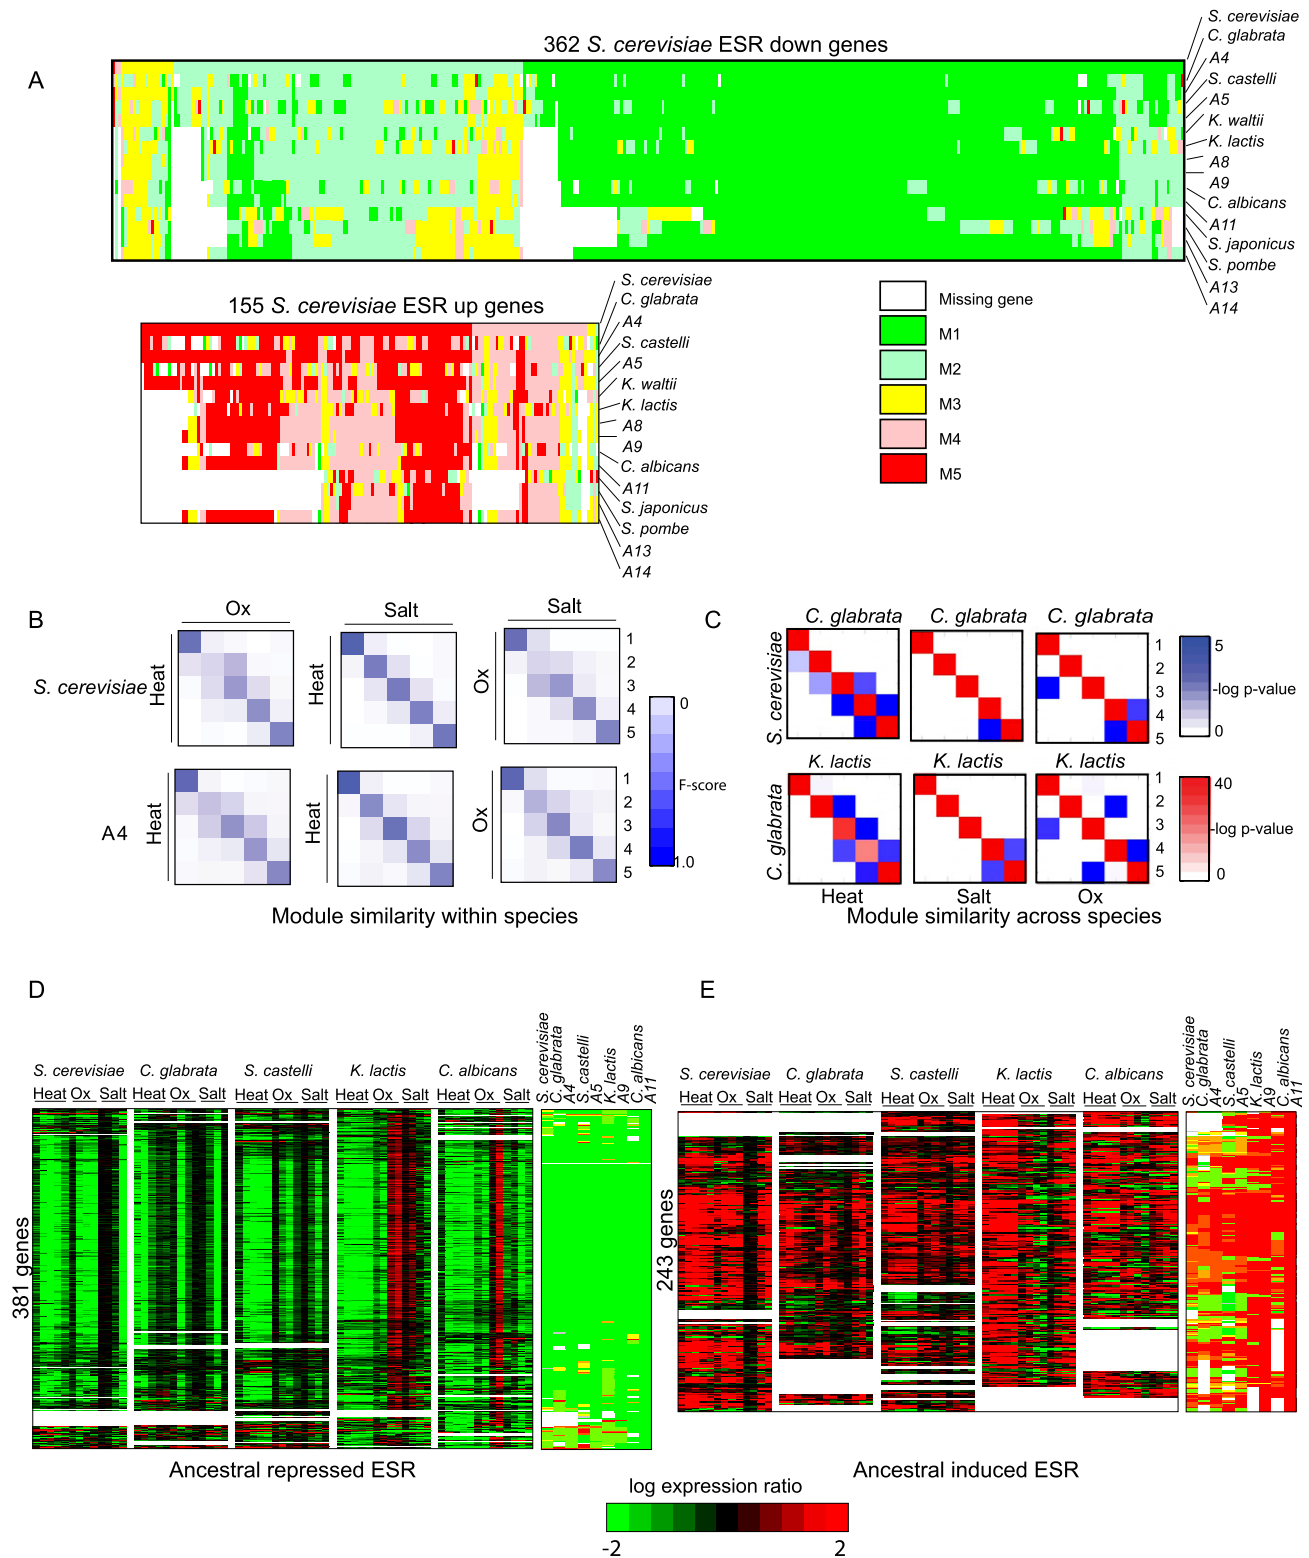 A
362 S. cerevisiae ESR down genes
S. cerevisiae
C. glabrata
A4
S. castelli
A5
K. waltii
K. lactis
A8
A9
C. albicans
A11
S. japonicus
S. pombe
A13
A14
155 S. cerevisiae ESR up genes
S. cerevisiae
C. glabrata
A4
S. castelli
A5
K. waltii
K. lactis
A8
A9
C. albicans
A11
S. japonicus
S. pombe
A13
A14
Missing gene
M1
M2
M3
M4
M5
B
Ox
Salt
Salt
S. cerevisiae
Heat
Heat
Ox
1
2
3
4
5
A4
Heat
Heat
Ox
1
2
3
4
5
0
F-score
1.0
Module similarity within species
C
C. glabrata
C. glabrata
C. glabrata
S. cerevisiae
1
2
3
4
5
5
-log p-value
0
K. lactis
K. lactis
K. lactis
C. glabrata
1
2
3
4
5
40
-log p-value
0
Heat
Salt
Ox
Module similarity across species
D
S. cerevisiae
C. glabrata
S. castelli
K. lactis
C. albicans
Heat Ox Salt
Heat Ox Salt
Heat Ox Salt
Heat Ox Salt
Heat Ox Salt
S. cerevisiae
C. glabrata
A4
S. castelli
A5
K. lactis
A9
C. albicans
A11
381 genes
Ancestral repressed ESR
E
S. cerevisiae
C. glabrata
S. castelli
K. lactis
C. albicans
Heat Ox Salt
Heat Ox Salt
Heat Ox Salt
Heat Ox Salt
Heat Ox Salt
S. cerevisiae
C. glabrata
A4
S. castelli
A5
K. lactis
A9
C. albicans
A11
243 genes
Ancestral induced ESR
log expression ratio
-2
2